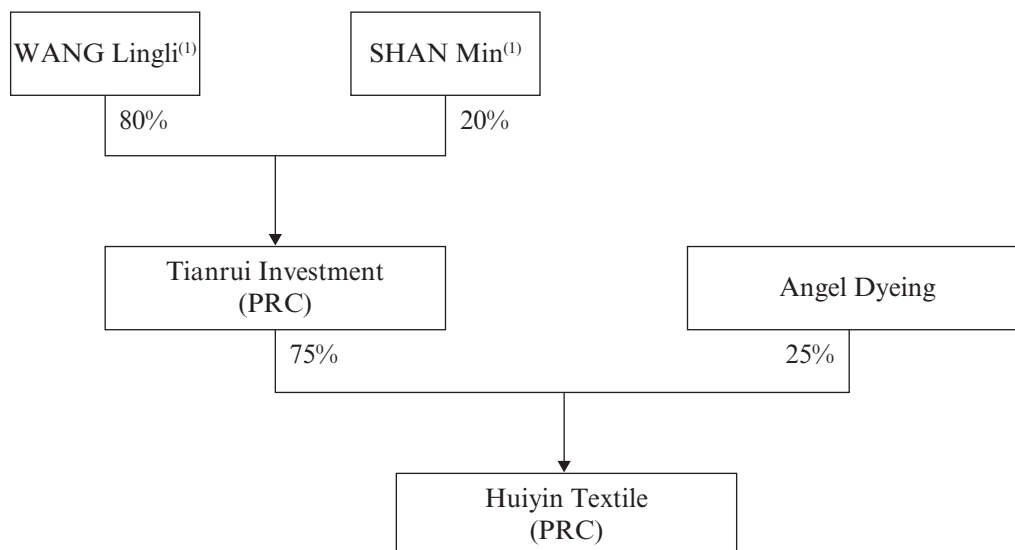 WANG Lingli(1)
SHAN Min(1)
80%
20%
Tianrui Investment
(PRC)
Angel Dyeing
75%
25%
Huiyin Textile
(PRC)